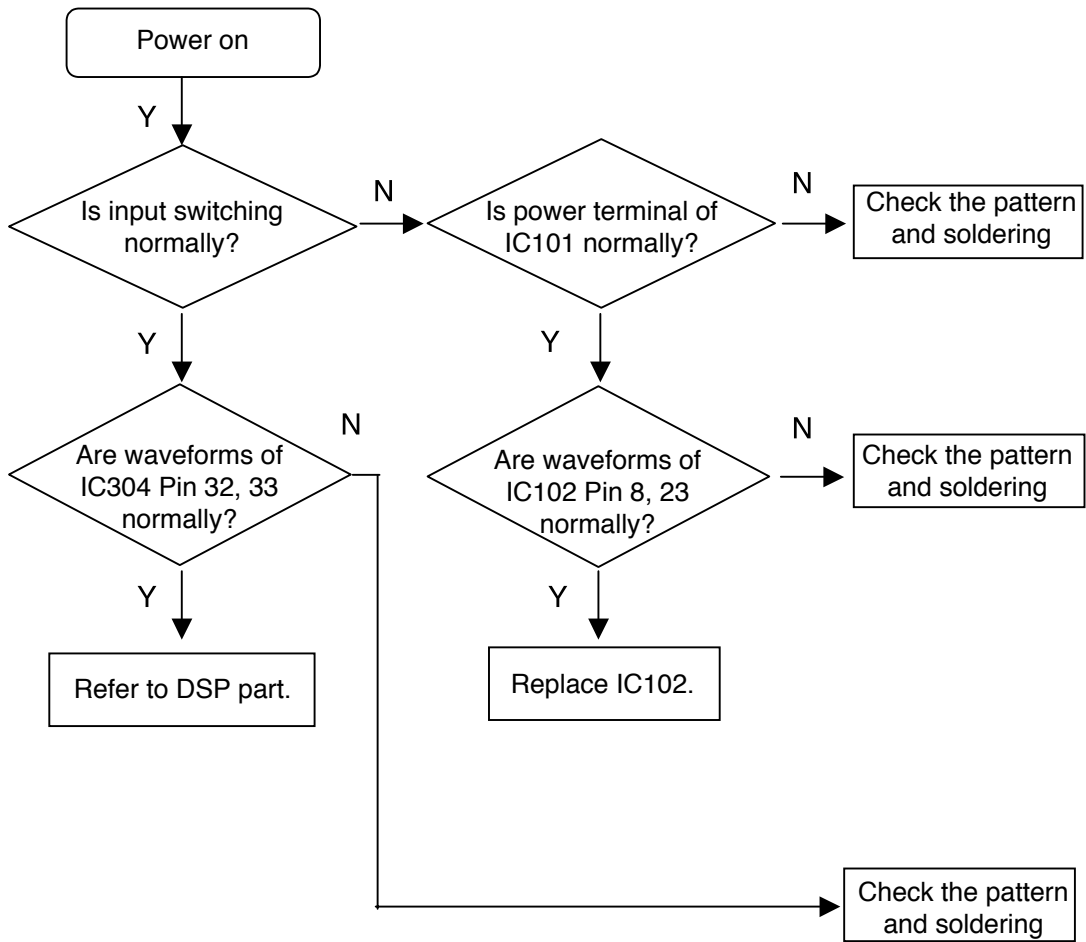 Power on
Y
Is input switching
normally?
N
Is power terminal of
IC101 normally?
N
Check the pattern
and soldering
Y
Y
Are waveforms of
IC304 Pin 32, 33
normally?
N
Are waveforms of
IC102 Pin 8, 23
normally?
N
Check the pattern
and soldering
Y
Y
Refer to DSP part.
Replace IC102.
Check the pattern
and soldering